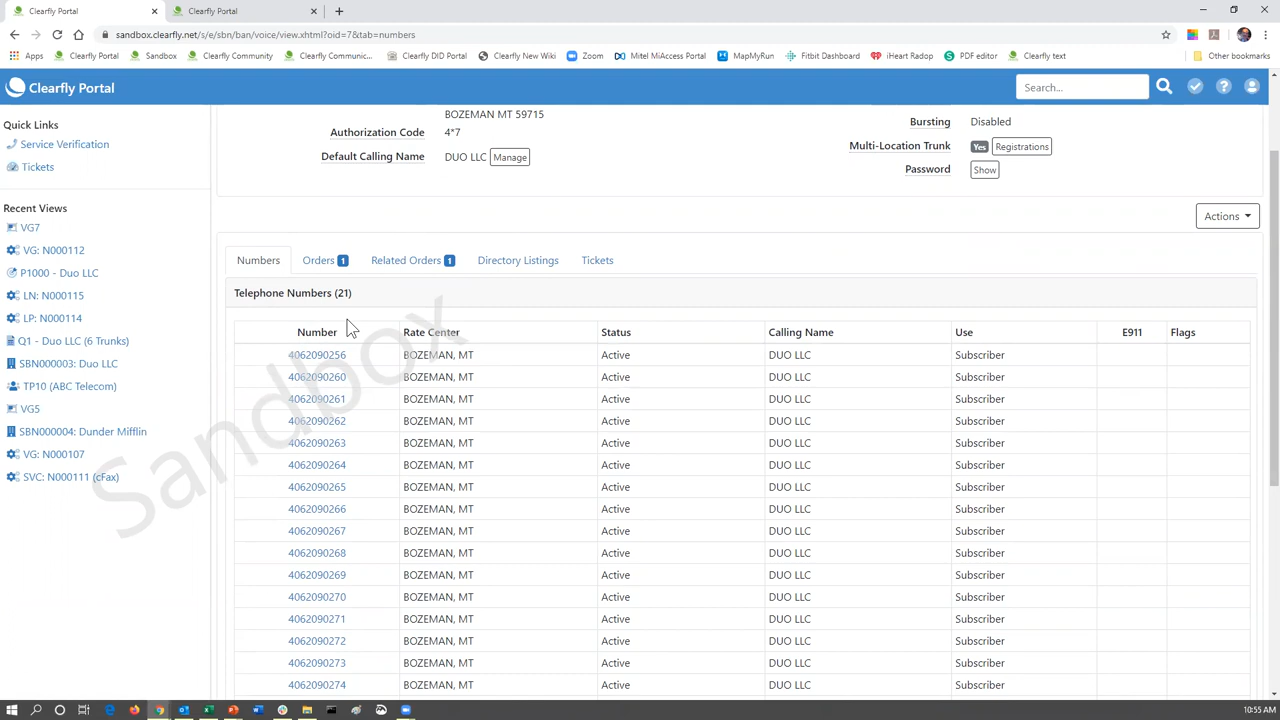 Clearfly Portal
Clearfly Portal
sandbox.clearfly.net/s/e/sbn/ban/voice/view.xhtml?oid=7&tab=numbers
Apps Clearfly Portal Sandbox Clearfly Community Clearfly Communic... Clearfly DID Portal Clearfly New Wiki Zoom Mitel MiAccess Portal MapMyRun Fitbit Dashboard iHeart Radop PDF editor Clearfly text Other bookmarks
Clearfly Portal Search...
Quick Links
Service Verification
Tickets
Recent Views
VG7
VG: N000112
P1000 - Duo LLC
LN: N000115
LP: N000114
Q1 - Duo LLC (6 Trunks)
SBN000003: Duo LLC
TP10 (ABC Telecom)
VG5
SBN000004: Dunder Mifflin
VG: N000107
SVC: N000111 (cFax)
BOZEMAN MT 59715
Authorization Code 4*7
Default Calling Name DUO LLC Manage
Bursting Disabled
Multi-Location Trunk Yes Registrations
Password Show
Actions
Numbers Orders 1 Related Orders 1 Directory Listings Tickets
Telephone Numbers (21)
Number Rate Center Status Calling Name Use E911 Flags
4062090256 BOZEMAN, MT Active DUO LLC Subscriber
4062090260 BOZEMAN, MT Active DUO LLC Subscriber
4062090261 BOZEMAN, MT Active DUO LLC Subscriber
4062090262 BOZEMAN, MT Active DUO LLC Subscriber
4062090263 BOZEMAN, MT Active DUO LLC Subscriber
4062090264 BOZEMAN, MT Active DUO LLC Subscriber
4062090265 BOZEMAN, MT Active DUO LLC Subscriber
4062090266 BOZEMAN, MT Active DUO LLC Subscriber
4062090267 BOZEMAN, MT Active DUO LLC Subscriber
4062090268 BOZEMAN, MT Active DUO LLC Subscriber
4062090269 BOZEMAN, MT Active DUO LLC Subscriber
4062090270 BOZEMAN, MT Active DUO LLC Subscriber
4062090271 BOZEMAN, MT Active DUO LLC Subscriber
4062090272 BOZEMAN, MT Active DUO LLC Subscriber
4062090273 BOZEMAN, MT Active DUO LLC Subscriber
4062090274 BOZEMAN, MT Active DUO LLC Subscriber
Sandbox
10:55 AM